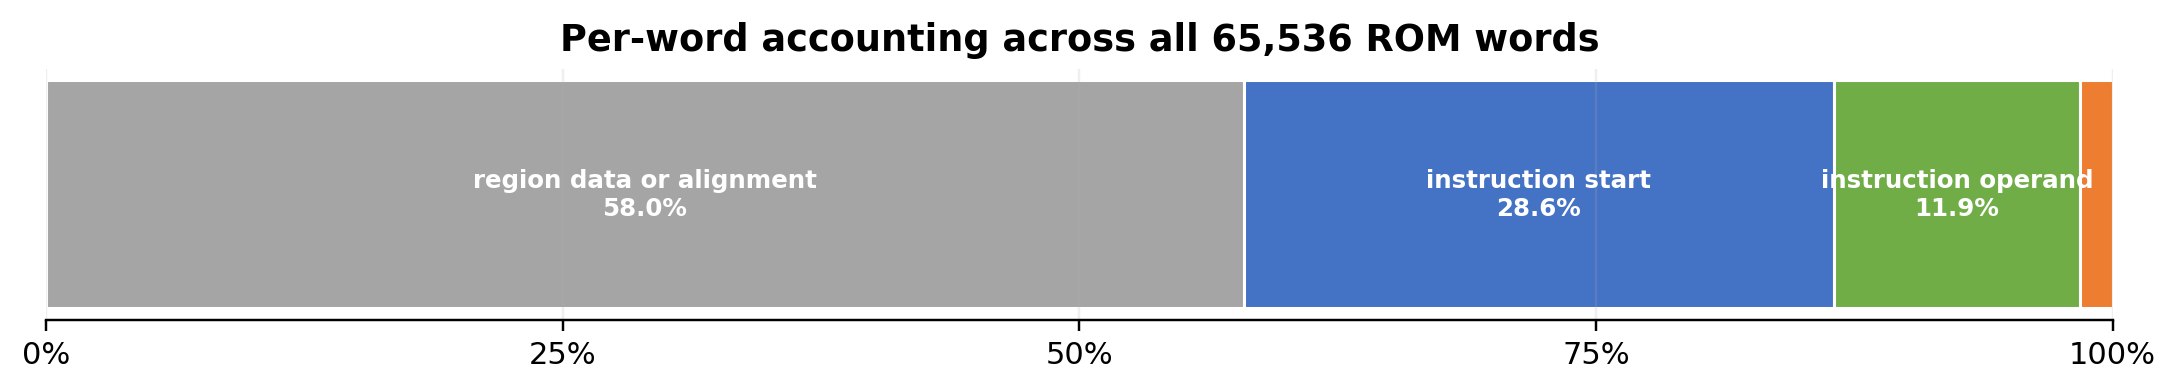 Per-word accounting across all 65,536 ROM words
region data or alignment
58.0%
instruction start
28.6%
instruction operand
11.9%
0%
25%
50%
75%
100%